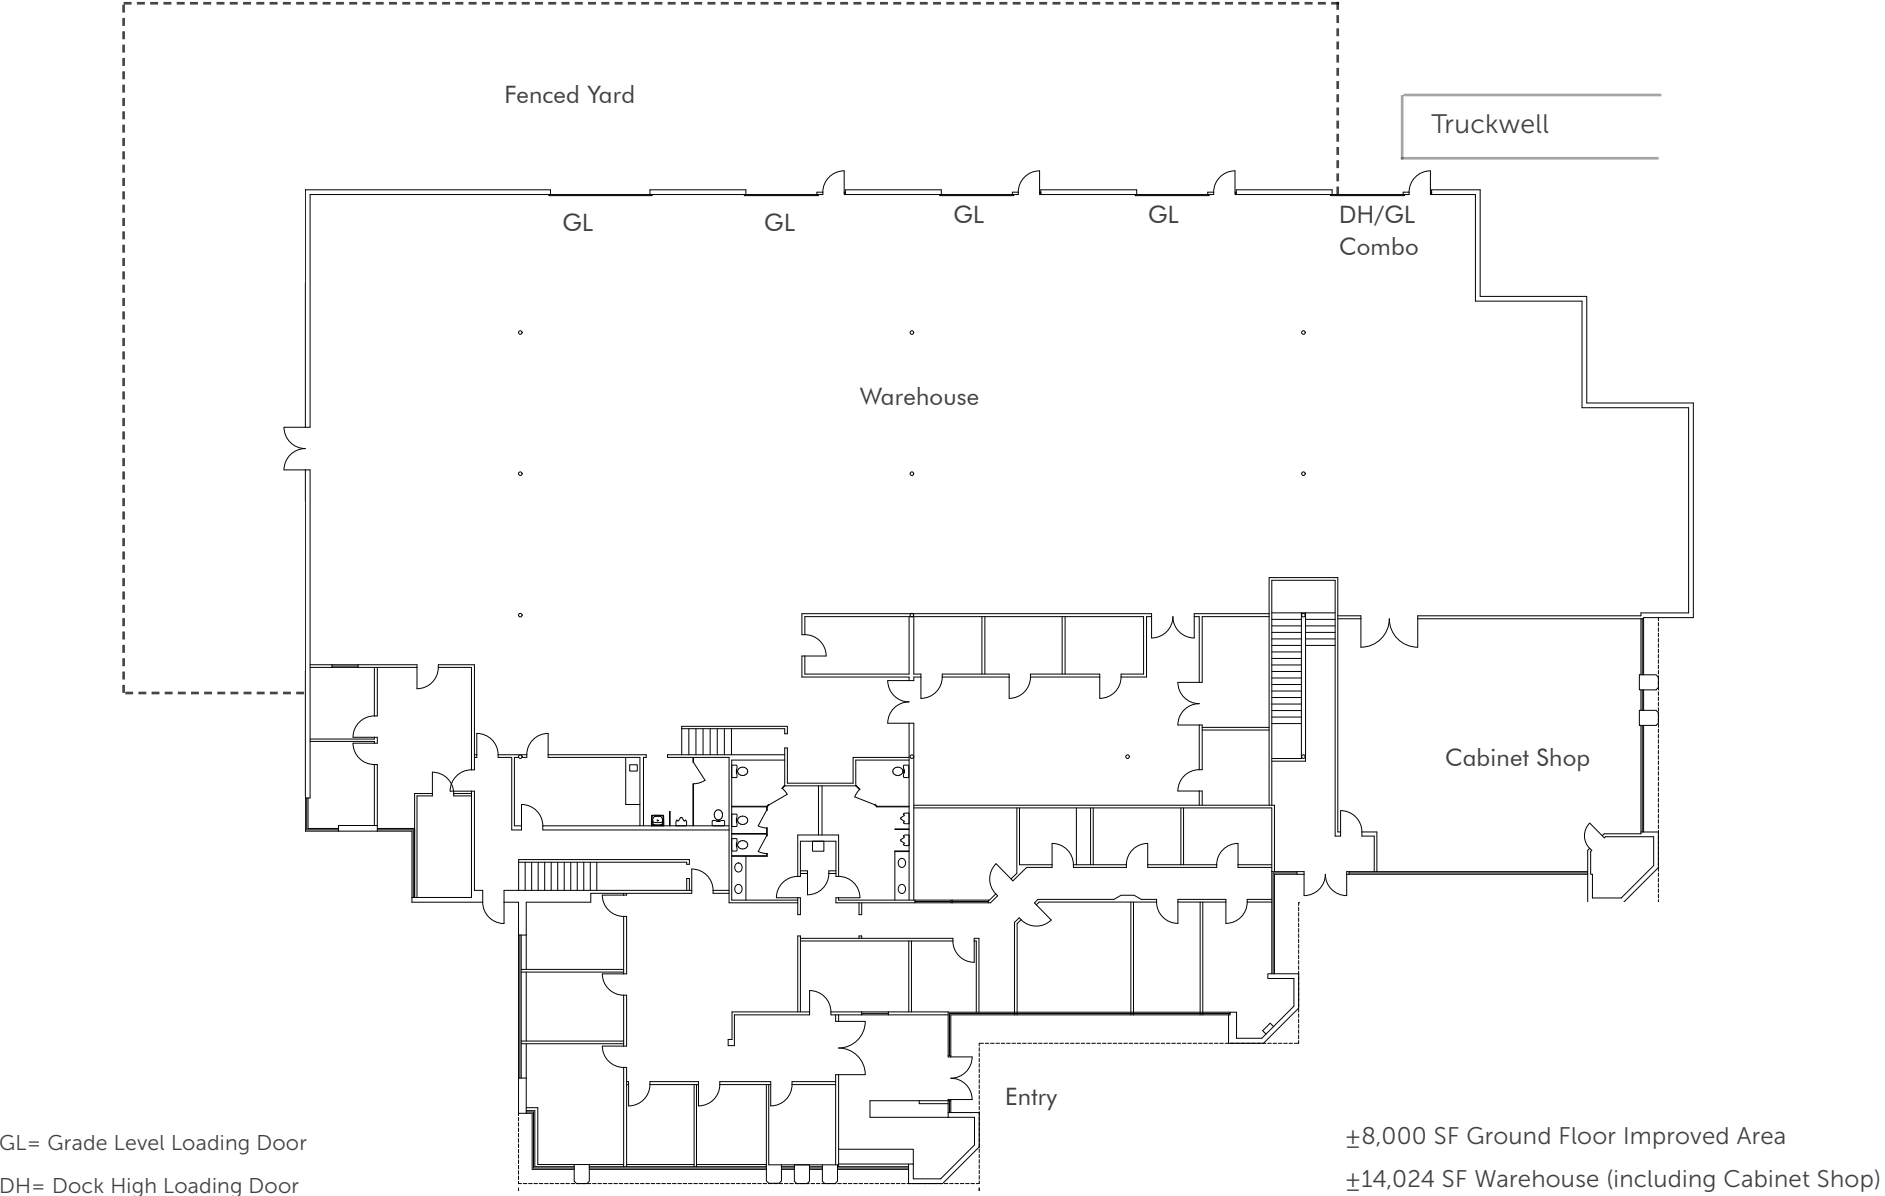 Fenced Yard
Truckwell
GL
GL
GL
GL
DH/GL
Combo
Warehouse
Cabinet Shop
Entry
GL= Grade Level Loading Door
DH= Dock High Loading Door
±8,000 SF Ground Floor Improved Area
±14,024 SF Warehouse (including Cabinet Shop)